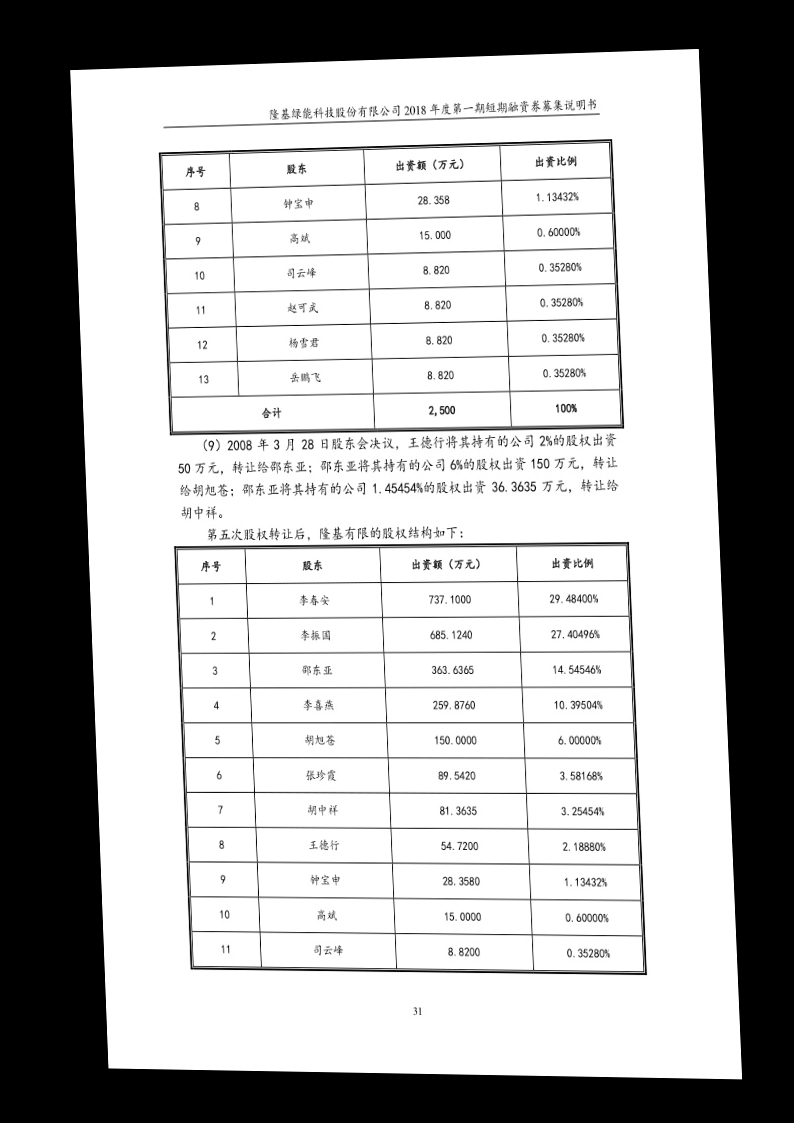 隆基绿能科技股份有限公司 2018 年度第一期短期融资券募集说明书
序号 股东 出资额（万元） 出资比例
8 钟宝申 28.358 1.13432%
9 高斌 15.000 0.60000%
10 司云峰 8.820 0.35280%
11 赵可武 8.820 0.35280%
12 杨雪君 8.820 0.35280%
13 岳鹏飞 8.820 0.35280%
合计 2,500 100%
（9）2008 年 3 月 28 日股东会决议，王德行将其持有的公司 2%的股权出资
50 万元，转让给邵东亚；邵东亚将其持有的公司 6%的股权出资 150 万元，转让
给胡旭苍；邵东亚将其持有的公司 1.45454%的股权出资 36.3635 万元，转让给
胡中祥。
第五次股权转让后，隆基有限的股权结构如下：
序号 股东 出资额（万元） 出资比例
1 李春安 737.1000 29.48400%
2 李振国 685.1240 27.40496%
3 邵东亚 363.6365 14.54546%
4 李喜燕 259.8760 10.39504%
5 胡旭苍 150.0000 6.00000%
6 张珍霞 89.5420 3.58168%
7 胡中祥 81.3635 3.25454%
8 王德行 54.7200 2.18880%
9 钟宝申 28.3580 1.13432%
10 高斌 15.0000 0.60000%
11 司云峰 8.8200 0.35280%
31